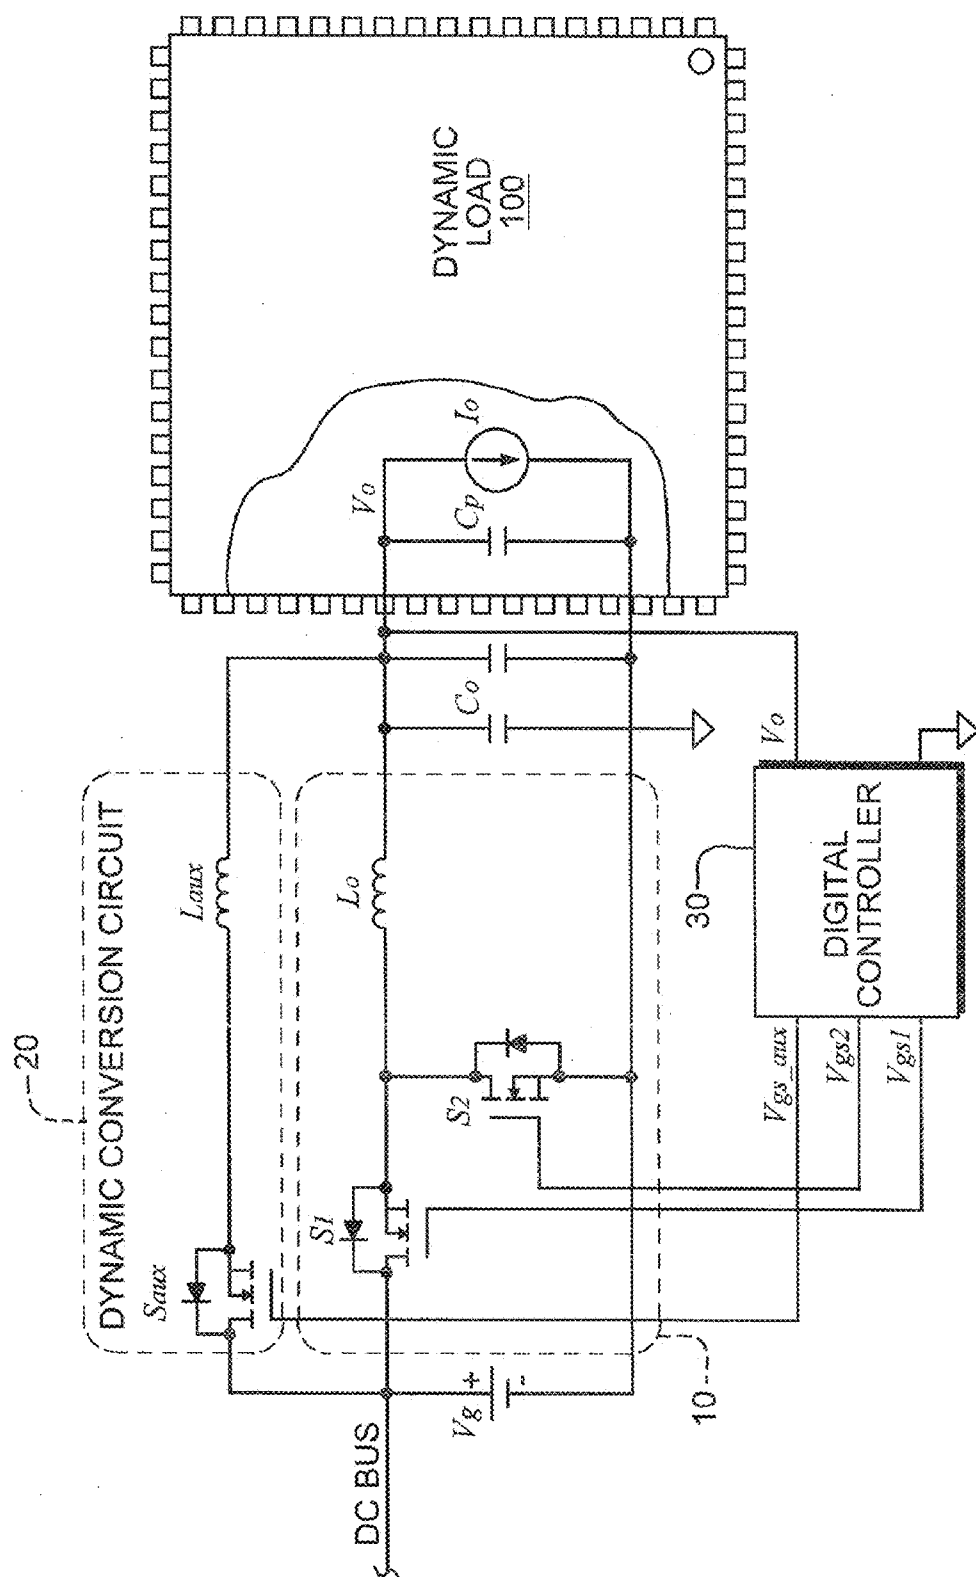 20
DYNAMIC CONVERSION CIRCUIT
Saux
Laux
DC BUS
Vg
+
-
S1
S2
Lo
Co
Vo
Cp
Io
DYNAMIC
LOAD
100
10
30
DIGITAL
CONTROLLER
Vgs_aux
Vgs2
Vgs1
Vo